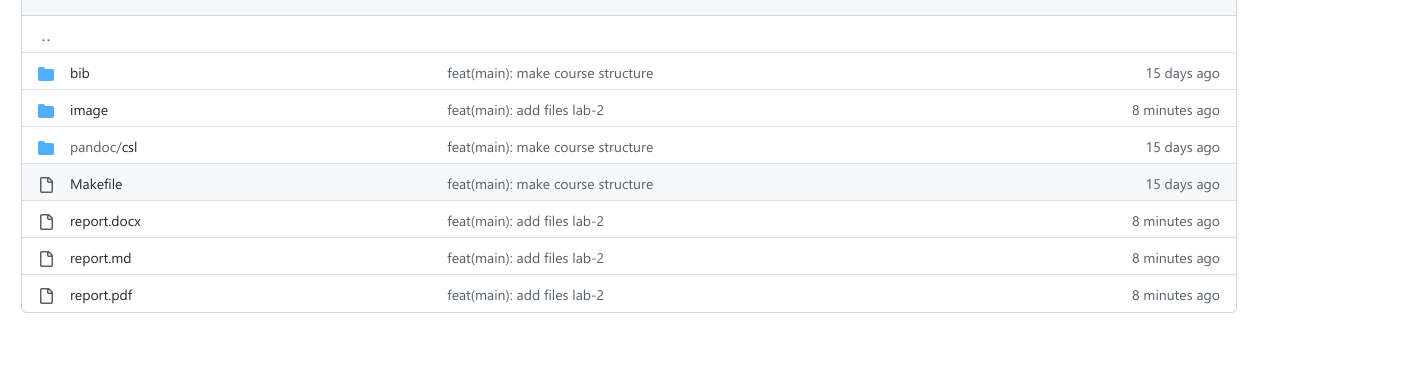 ..
bib feat(main): make course structure 15 days ago
image feat(main): add files lab-2 8 minutes ago
pandoc/csl feat(main): make course structure 15 days ago
Makefile feat(main): make course structure 15 days ago
report.docx feat(main): add files lab-2 8 minutes ago
report.md feat(main): add files lab-2 8 minutes ago
report.pdf feat(main): add files lab-2 8 minutes ago